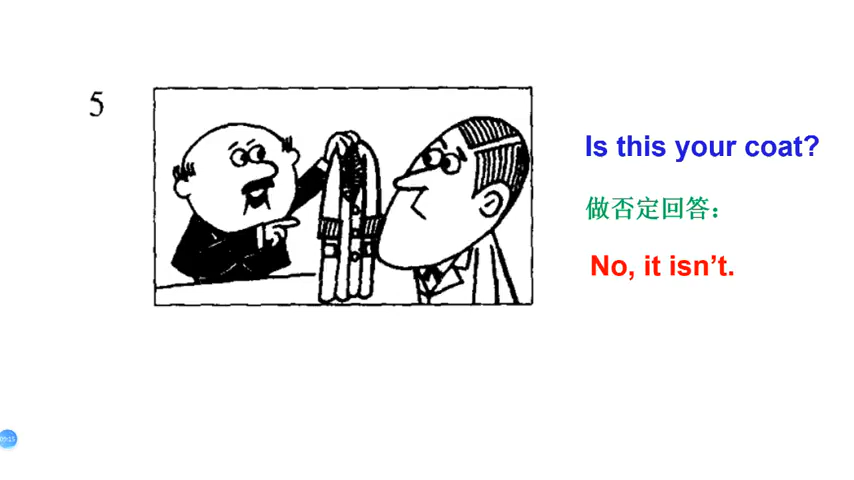 5
Is this your coat?
做否定回答：
No, it isn't.